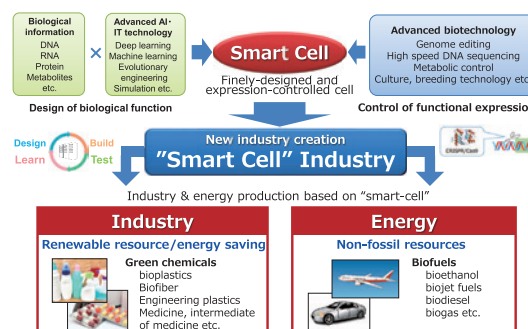 Biological
information
DNA
RNA
Protein
Metabolites
etc.
×
Advanced AI·
IT technology
Deep learning
Machine learning
Evolutionary
engineering
Simulation etc.
Design of biological function
Smart Cell
Finely-designed and
expression-controlled cell
Advanced biotechnology
Genome editing
High speed DNA sequencing
Metabolic control
Culture, breeding technology etc
Control of functional expressio
Design
Build
Learn
Test
New industry creation
"Smart Cell" Industry
CRISPR/Cas9
Industry & energy production based on "smart-cell"
Industry
Renewable resource/energy saving
Green chemicals
bioplastics
Biofiber
Engineering plastics
Medicine, intermediate
of medicine etc.
Energy
Non-fossil resources
Biofuels
bioethanol
biojet fuels
biodiesel
biogas etc.